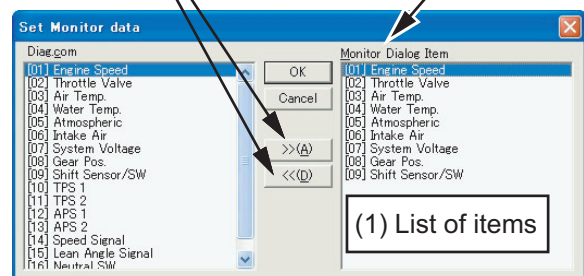 Set Monitor data
Diag.com
[01] Engine Speed
[02] Throttle Valve
[03] Air Temp.
[04] Water Temp.
[05] Atmospheric
[06] Intake Air
[07] System Voltage
[08] Gear Pos.
[09] Shift Sensor/SW
[10] TPS 1
[11] TPS 2
[12] APS 1
[13] APS 2
[14] Speed Signal
[15] Lean Angle Signal
[16] Neutral SW
OK
Cancel
>>(A)
<<(D)
Monitor Dialog Item
[01] Engine Speed
[02] Throttle Valve
[03] Air Temp.
[04] Water Temp.
[05] Atmospheric
[06] Intake Air
[07] System Voltage
[08] Gear Pos.
[09] Shift Sensor/SW
(1) List of items